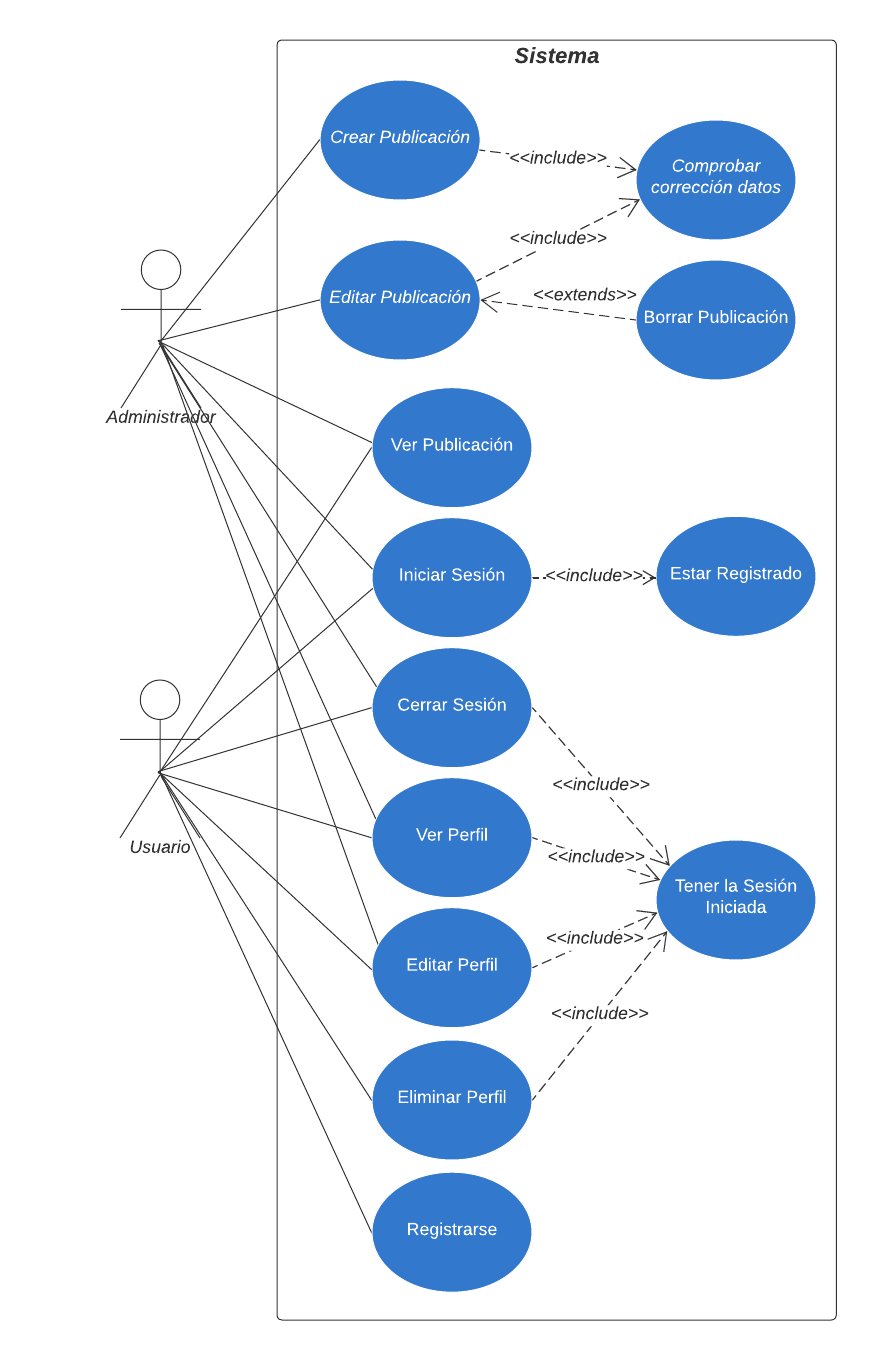 Sistema
Crear Publicación
<<include>>
Comprobar
corrección datos
<<include>>
Editar Publicación
<<extends>>
Borrar Publicación
Administrador
Ver Publicación
Iniciar Sesión
<<include>>
Estar Registrado
Cerrar Sesión
<<include>>
Usuario
Ver Perfil
<<include>>
Tener la Sesión
Iniciada
<<include>>
Editar Perfil
<<include>>
Eliminar Perfil
Registrarse